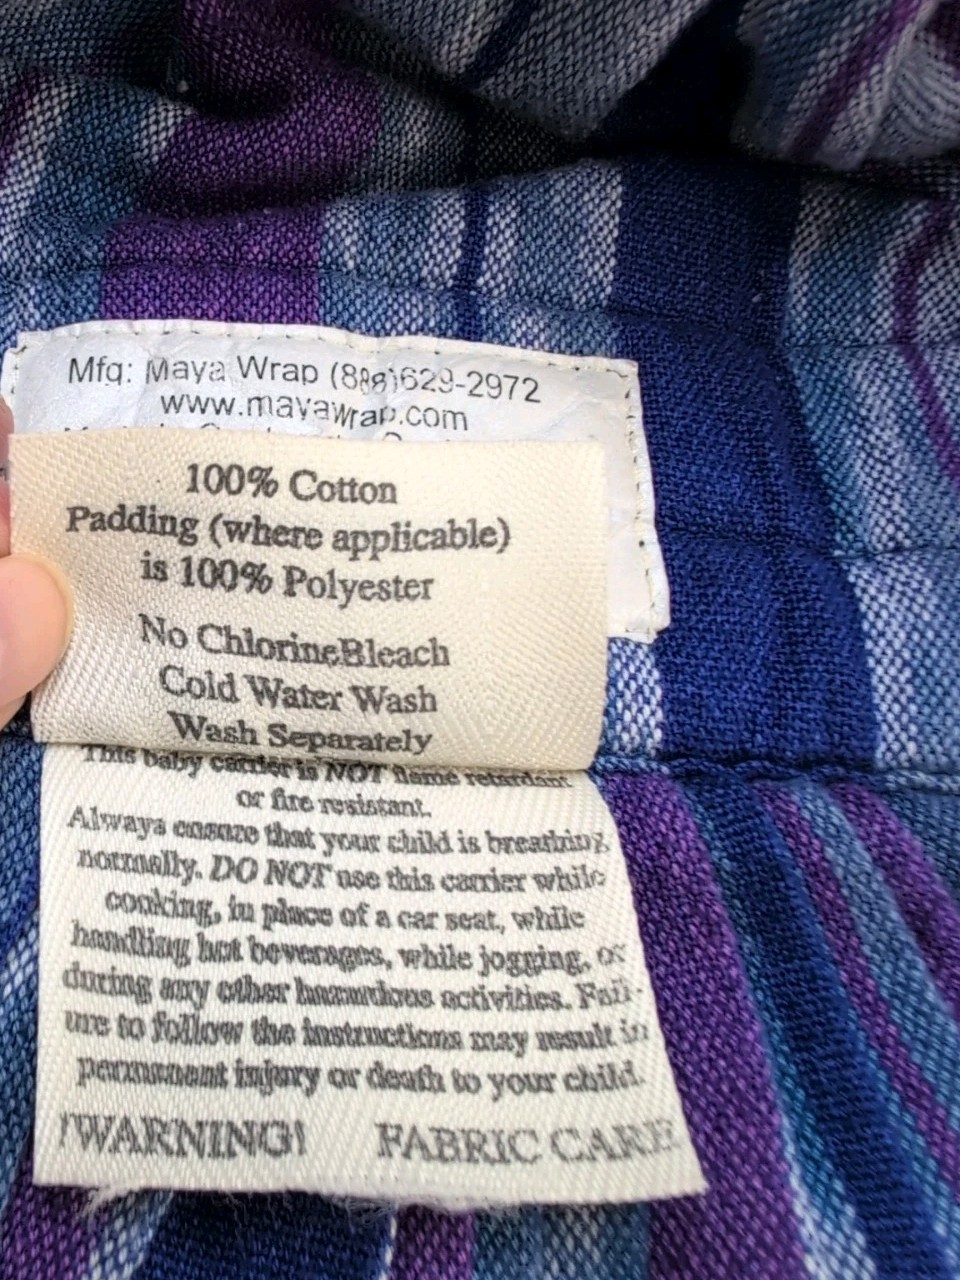 Mfg: Maya Wrap (888)629-2972
www.mayawrap.com
100% Cotton
Padding (where applicable)
is 100% Polyester
No ChlorineBleach
Cold Water Wash
Wash Separately
This baby carrier is NOT flame retardant
or fire resistant.
Always ensure that your child is breathing
normally. DO NOT use this carrier while
cooking, in place of a car seat, while
handling hot beverages, while jogging, or
during any other hazardous activities. Fail-
ure to follow the instructions may result in
permanent injury or death to your child.
!WARNING! FABRIC CARE